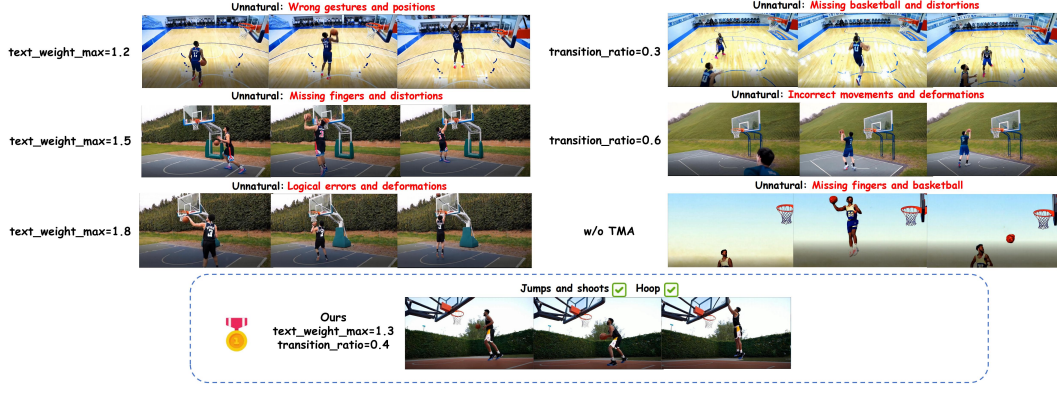 Unnatural: Wrong gestures and positions
text_weight_max=1.2
Unnatural: Missing fingers and distortions
text_weight_max=1.5
Unnatural: Logical errors and deformations
text_weight_max=1.8
Unnatural: Missing basketball and distortions
transition_ratio=0.3
Unnatural: Incorrect movements and deformations
transition_ratio=0.6
Unnatural: Missing fingers and basketball
w/o TMA
Jumps and shoots Hoop
Ours
text_weight_max=1.3
transition_ratio=0.4